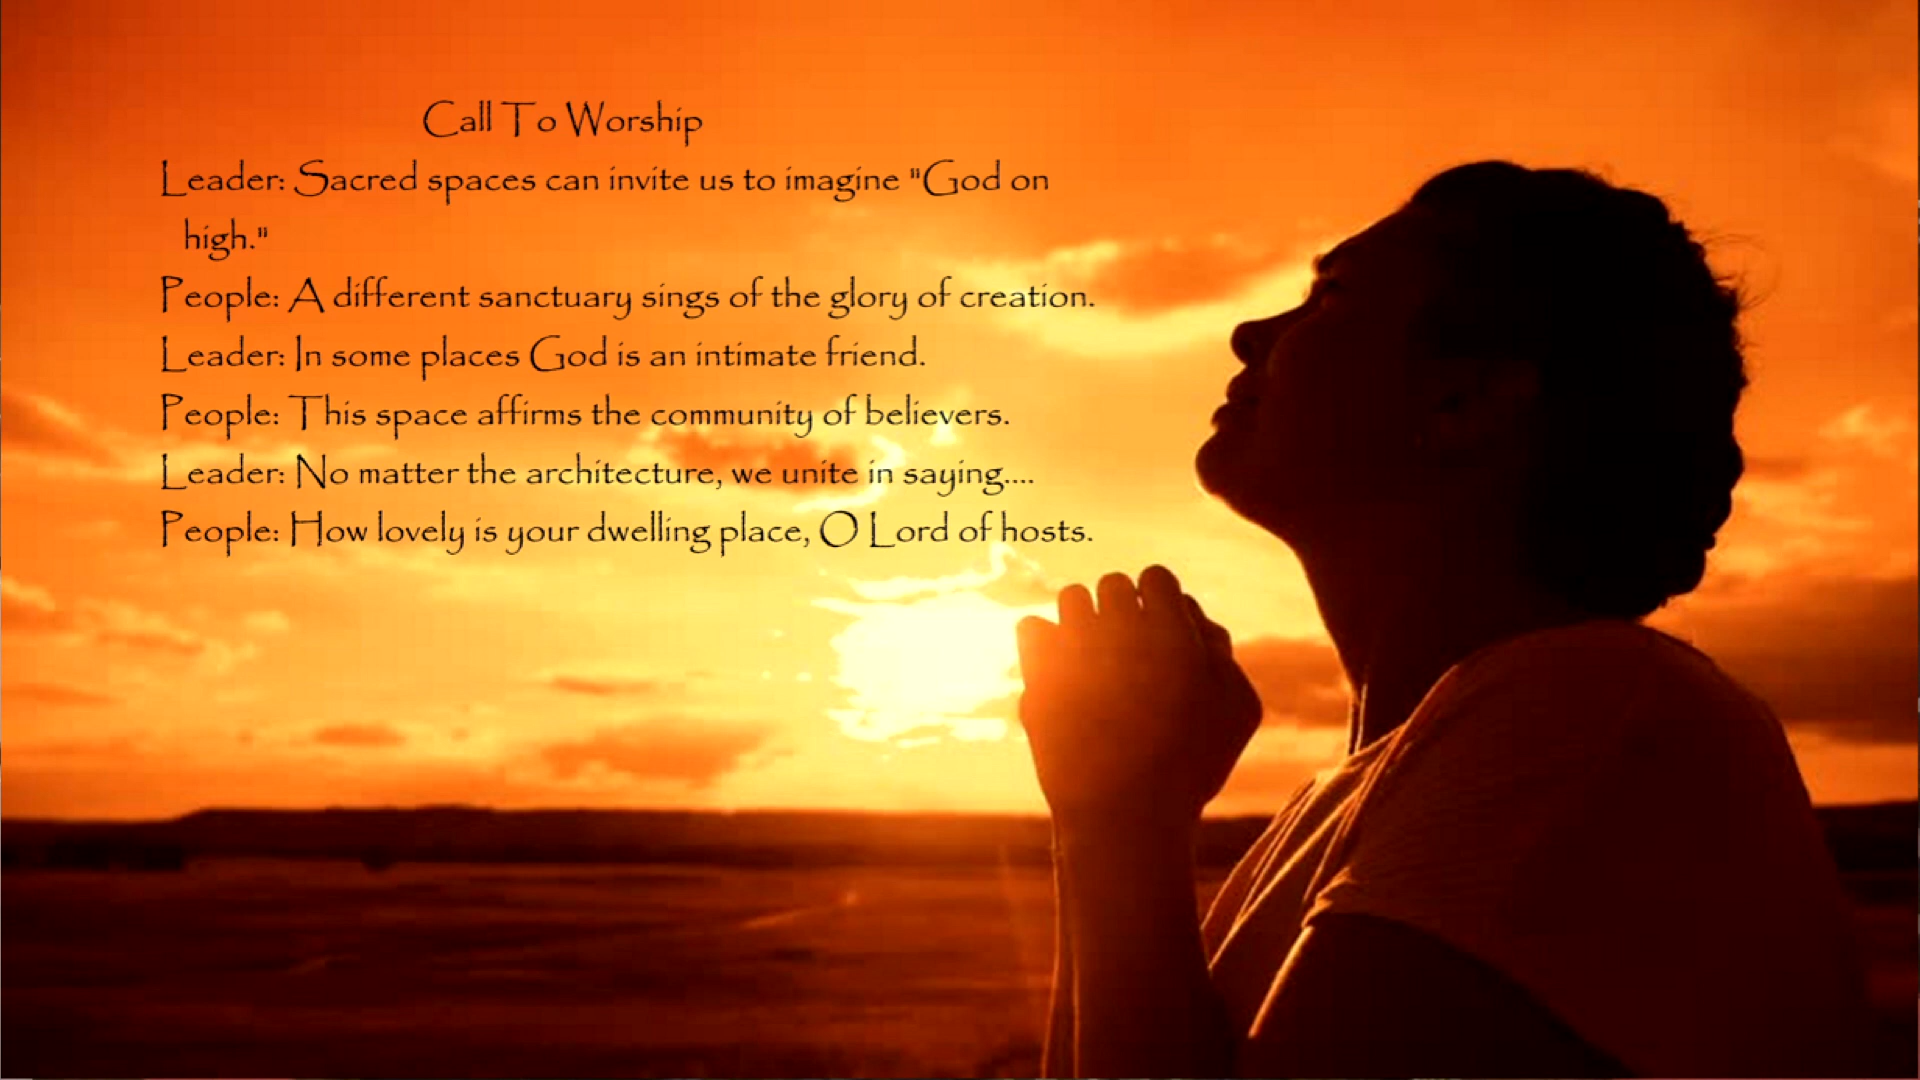 Call To Worship
Leader: Sacred spaces can invite us to imagine "God on
high."
People: A different sanctuary sings of the glory of creation.
Leader: In some places God is an intimate friend.
People: This space affirms the community of believers.
Leader: No matter the architecture, we unite in saying....
People: How lovely is your dwelling place, O Lord of hosts.